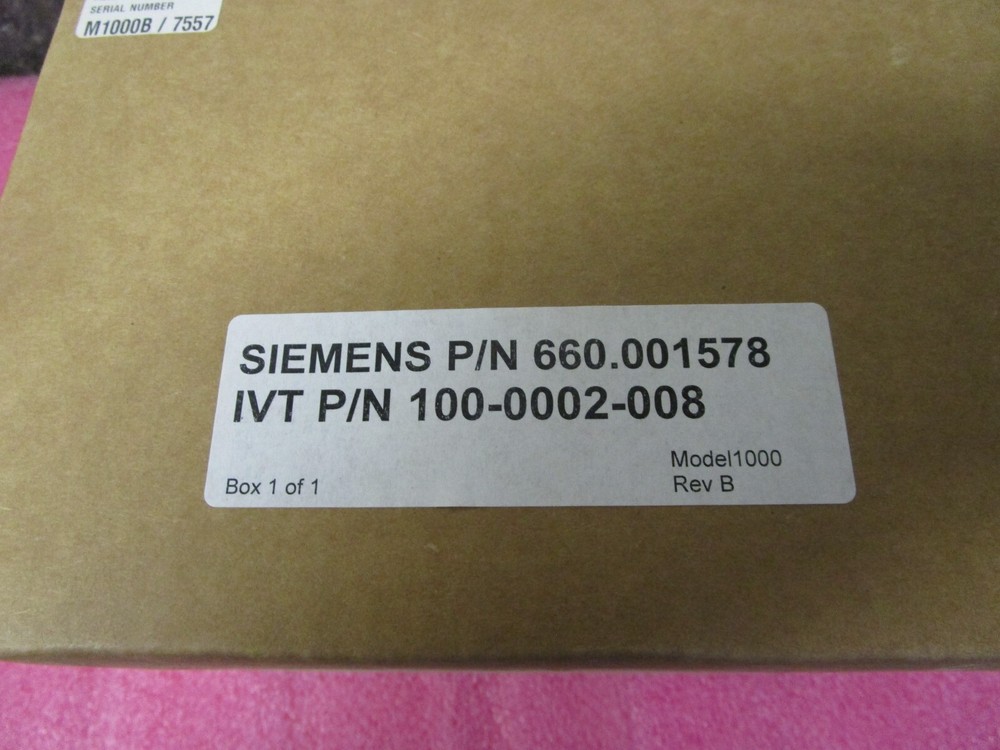 SERIAL NUMBER
M1000B / 7557
SIEMENS P/N 660.001578
IVT P/N 100-0002-008
Model1000
Box 1 of 1
Rev B